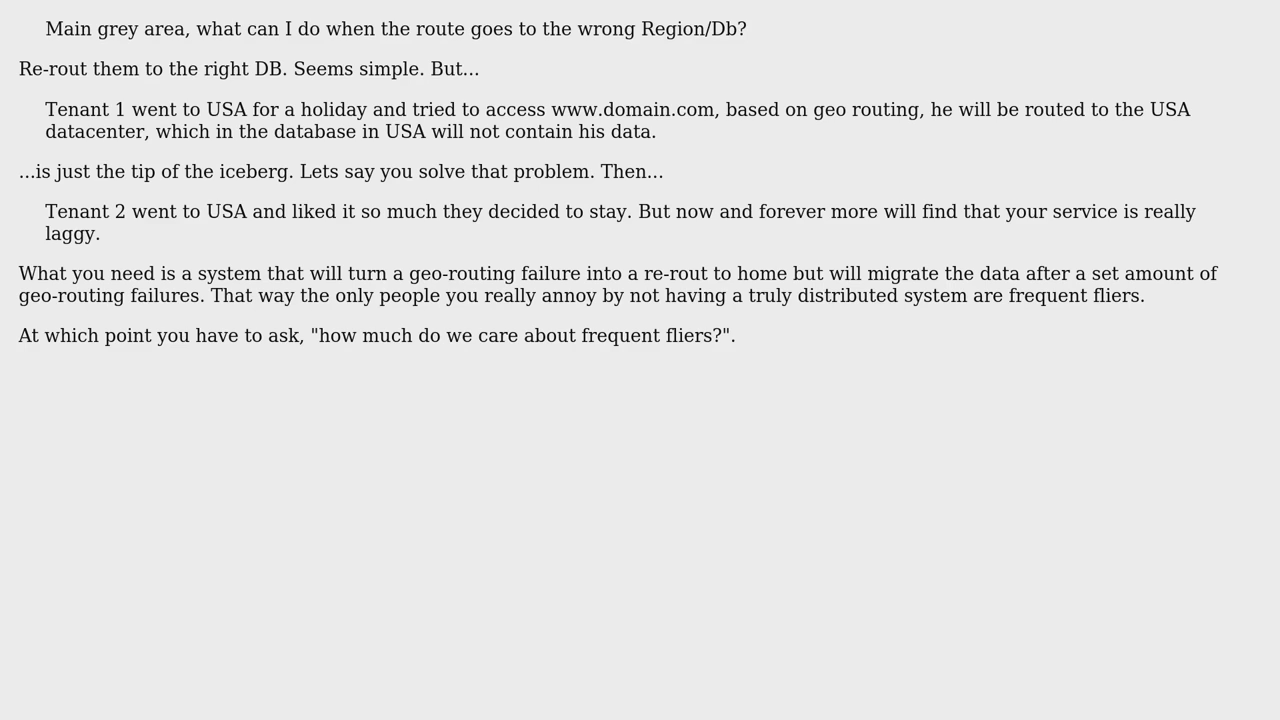 Main grey area, what can I do when the route goes to the wrong Region/Db?
Re-rout them to the right DB. Seems simple. But...
Tenant 1 went to USA for a holiday and tried to access www.domain.com, based on geo routing, he will be routed to the USA
datacenter, which in the database in USA will not contain his data.
...is just the tip of the iceberg. Lets say you solve that problem. Then...
Tenant 2 went to USA and liked it so much they decided to stay. But now and forever more will find that your service is really
laggy.
What you need is a system that will turn a geo-routing failure into a re-rout to home but will migrate the data after a set amount of
geo-routing failures. That way the only people you really annoy by not having a truly distributed system are frequent fliers.
At which point you have to ask, "how much do we care about frequent fliers?".